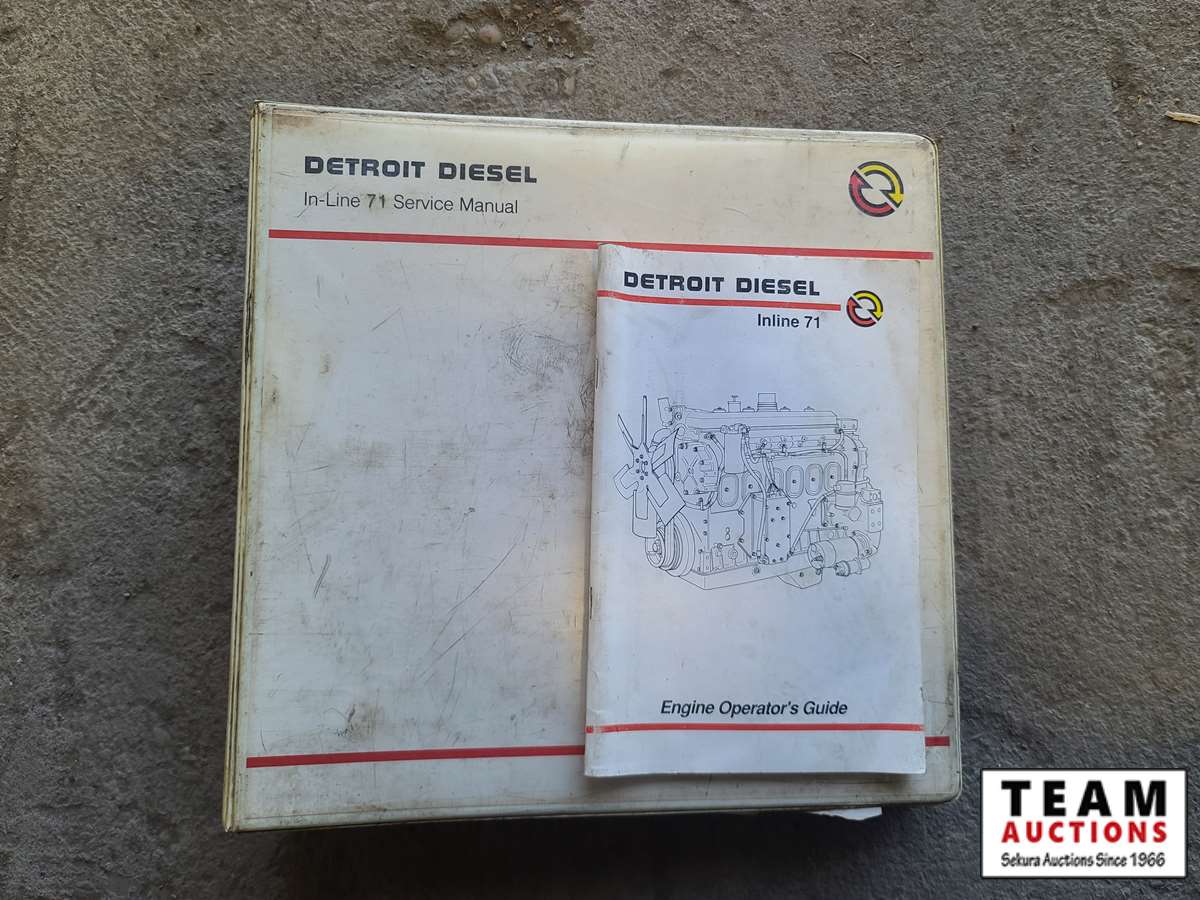 DETROIT DIESEL
In-Line 71 Service Manual
DETROIT DIESEL
Inline 71
Engine Operator's Guide
TEAM
AUCTIONS
Sekura Auctions Since 1966